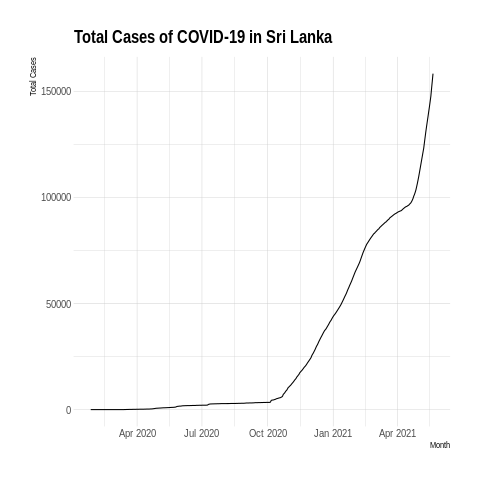 Total Cases of COVID-19 in Sri Lanka
Total Cases
150000
100000
50000
0
Apr 2020 Jul 2020 Oct 2020 Jan 2021 Apr 2021
Month